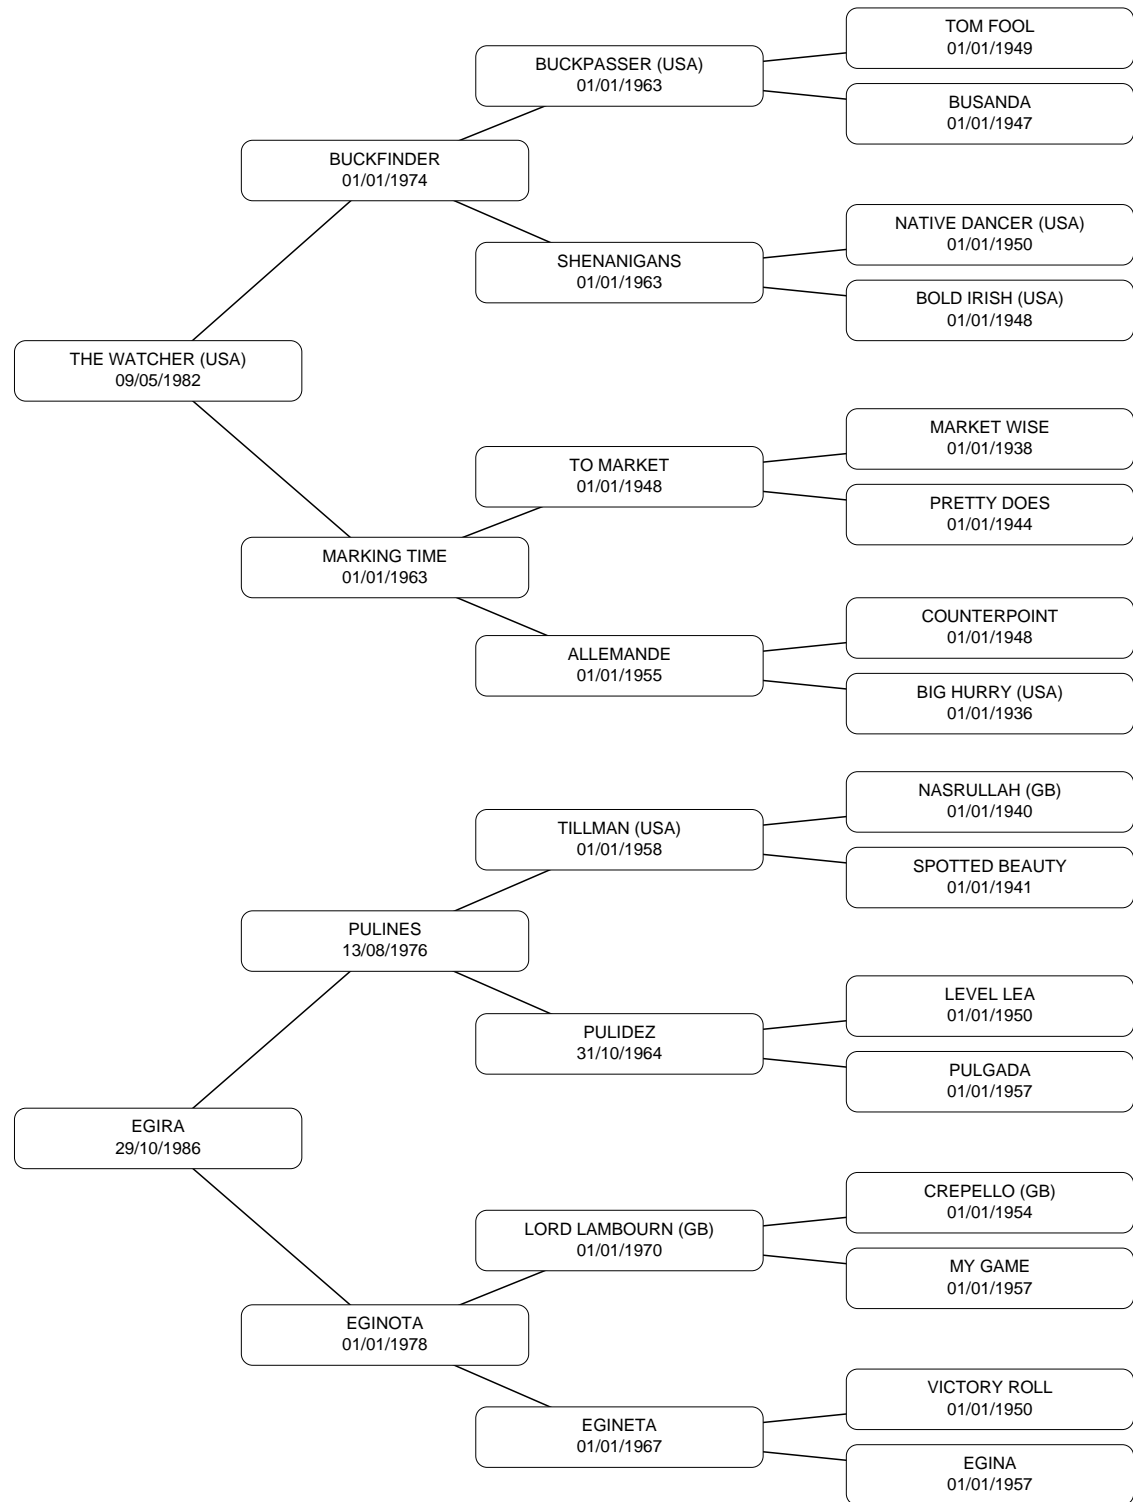 TOM FOOL
01/01/1949
BUCKPASSER (USA)
01/01/1963
BUSANDA
01/01/1947
BUCKFINDER
01/01/1974
NATIVE DANCER (USA)
01/01/1950
SHENANIGANS
01/01/1963
BOLD IRISH (USA)
01/01/1948
THE WATCHER (USA)
09/05/1982
MARKET WISE
01/01/1938
TO MARKET
01/01/1948
PRETTY DOES
01/01/1944
MARKING TIME
01/01/1963
COUNTERPOINT
01/01/1948
ALLEMANDE
01/01/1955
BIG HURRY (USA)
01/01/1936
NASRULLAH (GB)
01/01/1940
TILLMAN (USA)
01/01/1958
SPOTTED BEAUTY
01/01/1941
PULINES
13/08/1976
LEVEL LEA
01/01/1950
PULIDEZ
31/10/1964
PULGADA
01/01/1957
EGIRA
29/10/1986
CREPELLO (GB)
01/01/1954
LORD LAMBOURN (GB)
01/01/1970
MY GAME
01/01/1957
EGINOTA
01/01/1978
VICTORY ROLL
01/01/1950
EGINETA
01/01/1967
EGINA
01/01/1957